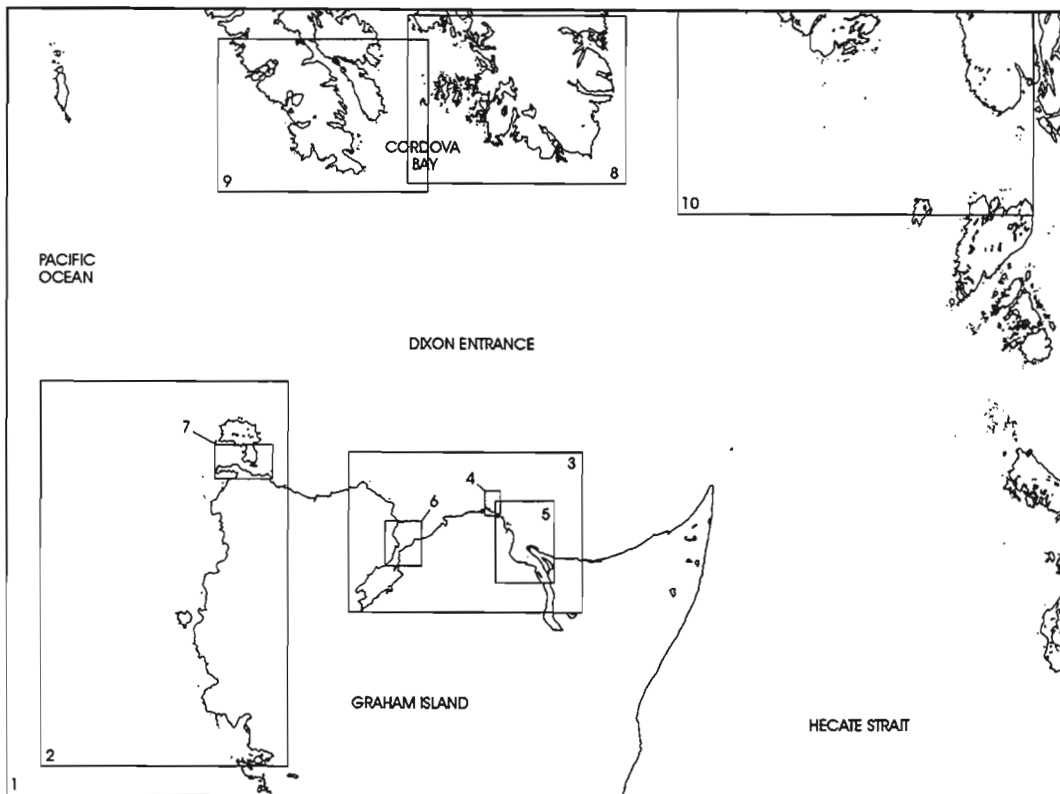 CORDOVA
BAY
9
8
10
PACIFIC
OCEAN
DIXON ENTRANCE
7
3
4
6
5
GRAHAM ISLAND
HECATE STRAIT
2
1